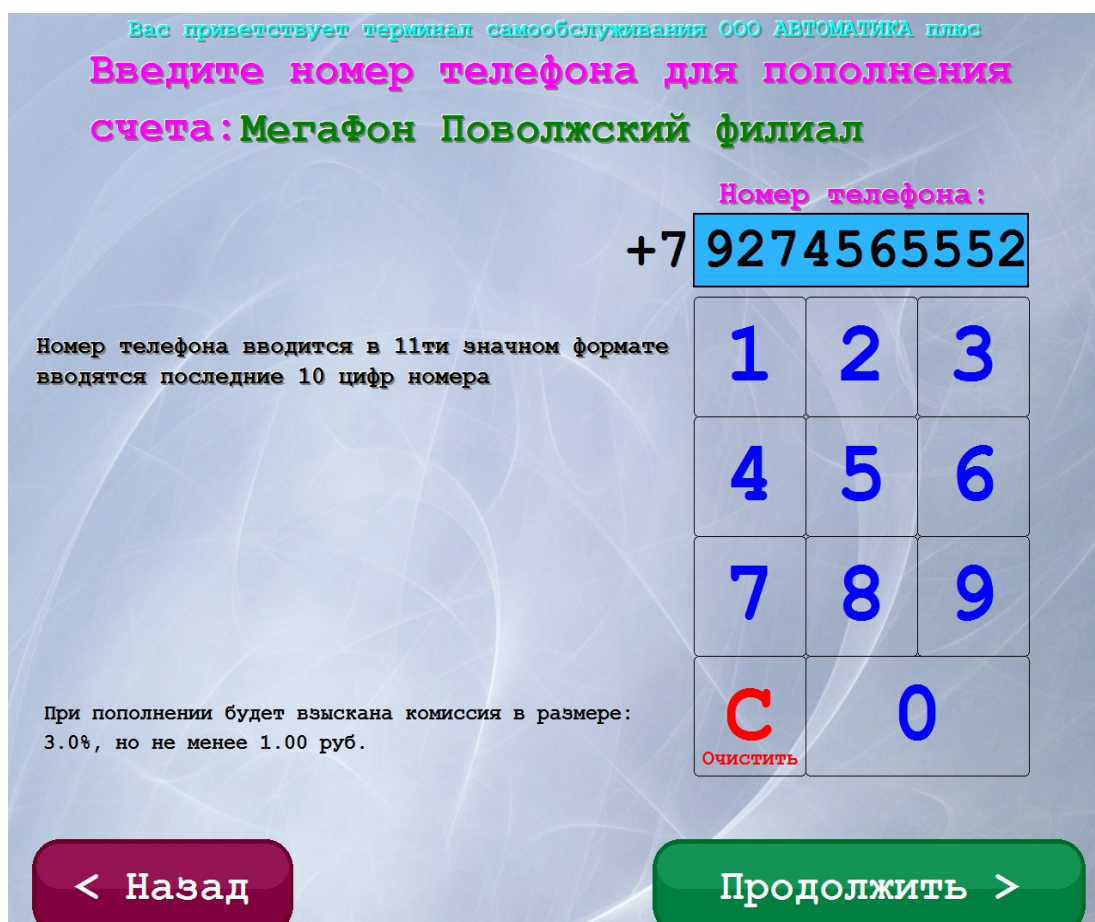 Вас приветствует терминал самообслуживания ООО АВТОМАТИКА плюс
Введите номер телефона для пополнения
счета:МегаФон Поволжский филиал
Номер телефона:
+7 9274565552
Номер телефона вводится в 11ти значном формате
вводятся последние 10 цифр номера
1 2 3
4 5 6
7 8 9
С 0
Очистить
При пополнении будет взыскана комиссия в размере:
3.0%, но не менее 1.00 руб.
< Назад
Продолжить >